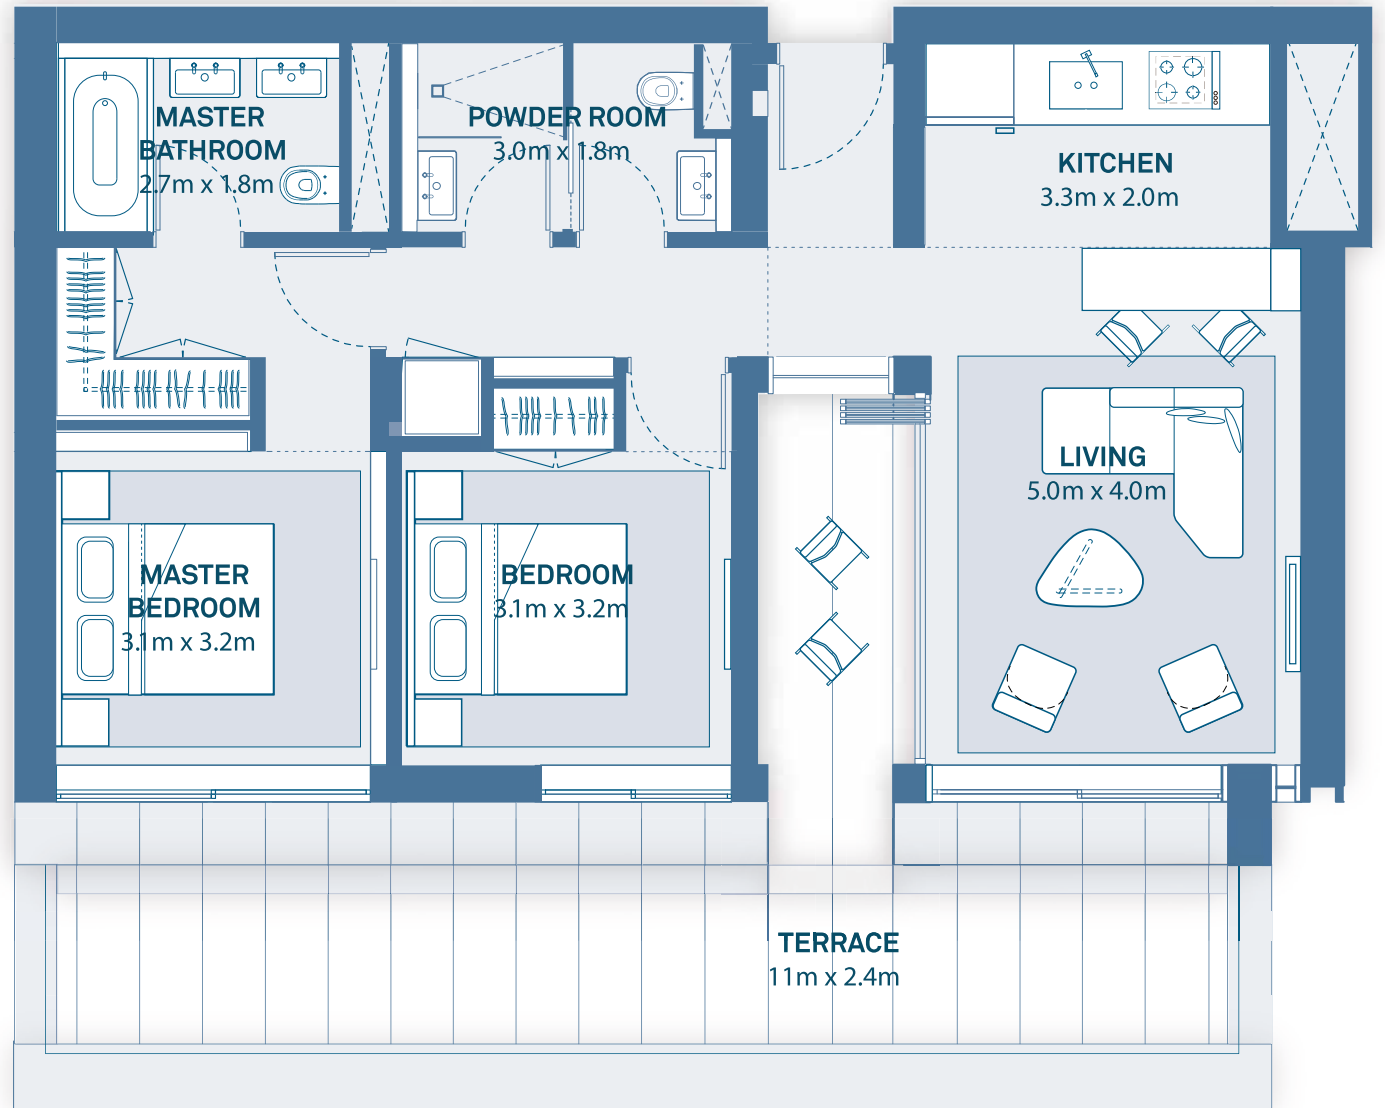 MASTER
BATHROOM
2.7m x 1.8m
POWDER ROOM
3.0m x 1.8m
KITCHEN
3.3m x 2.0m
LIVING
5.0m x 4.0m
MASTER
BEDROOM
3.1m x 3.2m
BEDROOM
3.1m x 3.2m
TERRACE
11m x 2.4m